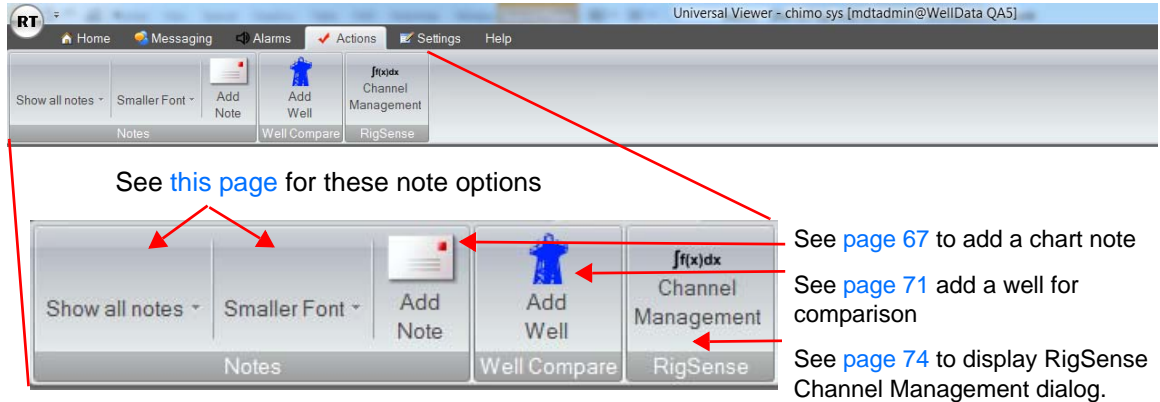 RT
Universal Viewer - chimo sys [mdtadmin@WellData QA5]
Home Messaging Alarms Actions Settings Help
Show all notes Smaller Font Add Note Add Well ∫f(x)dx Channel Management
Notes Well Compare RigSense
See this page for these note options
Show all notes Smaller Font Add Note Add Well ∫f(x)dx Channel Management
Notes Well Compare RigSense
See page 67 to add a chart note
See page 71 add a well for
comparison
See page 74 to display RigSense
Channel Management dialog.